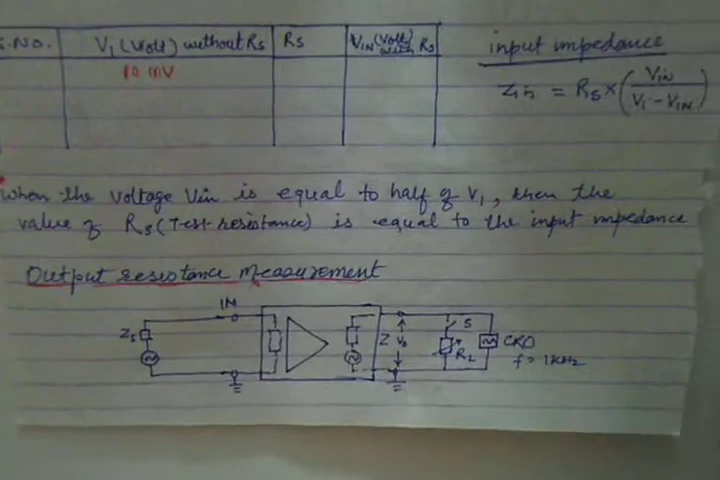 S.No. V1 (Volt) without Rs Rs VIN (Volt) with Rs
10 mV
input impedance
Zin = Rs × (Vin / V1 - VIN)
When the voltage Vin is equal to half of V1, then the
value of Rs (Test resistance) is equal to the input impedance
Output resistance measurement
IN
Zs
Z V0 S RL CRO
f = 1KHz